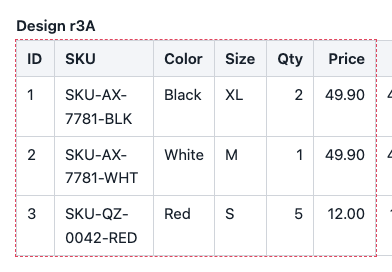 Design r3A
ID SKU Color Size Qty Price
1 SKU-AX- Black XL 2 49.90
7781-BLK
2 SKU-AX- White M 1 49.90
7781-WHT
3 SKU-QZ- Red S 5 12.00
0042-RED